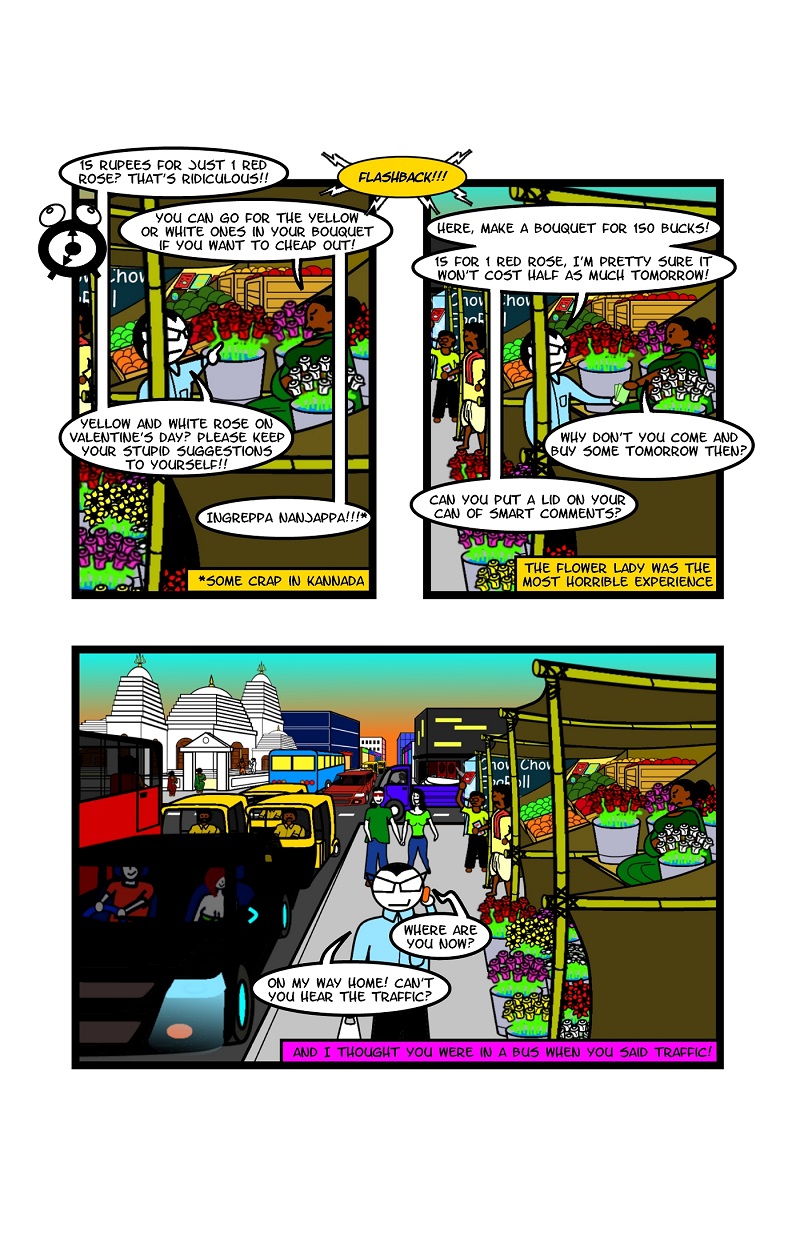 15 RUPEES FOR JUST 1 RED
ROSE? THAT'S RIDICULOUS!!
YOU CAN GO FOR THE YELLOW
OR WHITE ONES IN YOUR BOUQUET
IF YOU WANT TO CHEAP OUT!
YELLOW AND WHITE ROSE ON
VALENTINE'S DAY? PLEASE KEEP
YOUR STUPID SUGGESTIONS
TO YOURSELF!!
INGREPPA NANJAPPA!!!*
*SOME CRAP IN KANNADA
FLASHBACK!!!
HERE, MAKE A BOUQUET FOR 150 BUCKS!
15 FOR 1 RED ROSE, I'M PRETTY SURE IT
WON'T COST HALF AS MUCH TOMORROW!
WHY DON'T YOU COME AND
BUY SOME TOMORROW THEN?
CAN YOU PUT A LID ON YOUR
CAN OF SMART COMMENTS?
THE FLOWER LADY WAS THE
MOST HORRIBLE EXPERIENCE
Chow Chow
WHERE ARE
YOU NOW?
ON MY WAY HOME! CAN'T
YOU HEAR THE TRAFFIC?
AND I THOUGHT YOU WERE IN A BUS WHEN YOU SAID TRAFFIC!